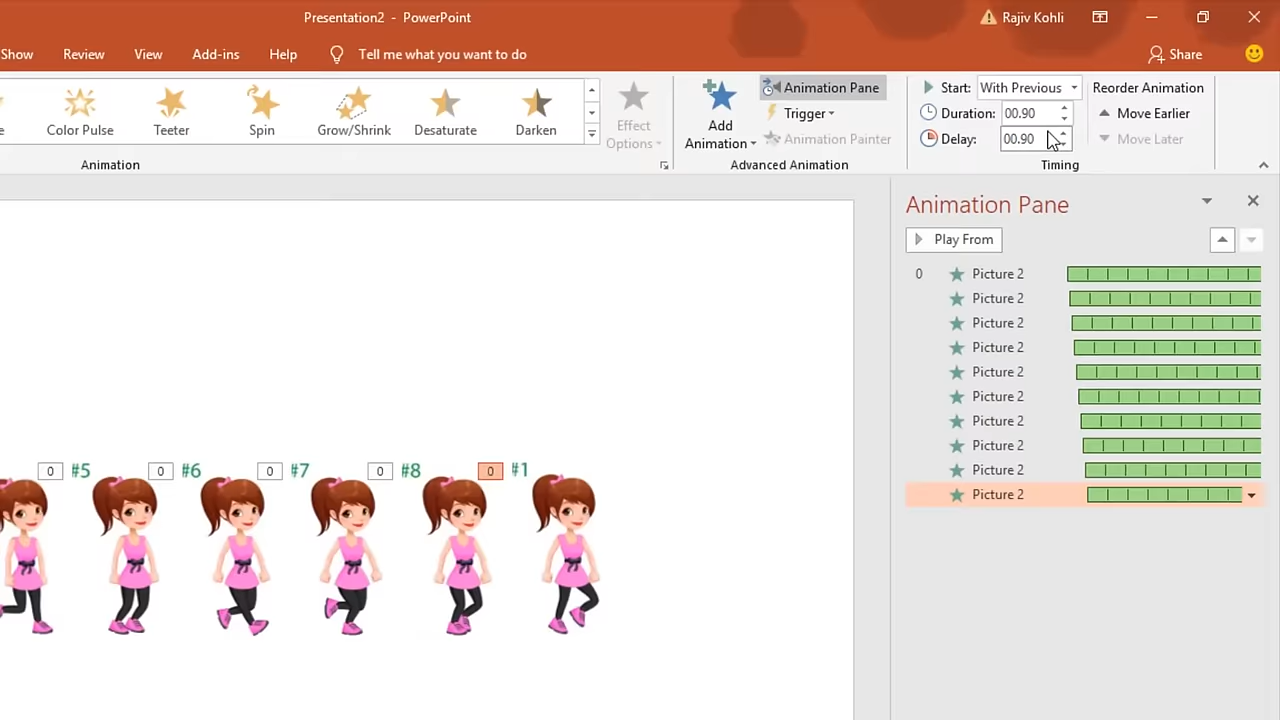 Presentation2 - PowerPoint
Rajiv Kohli
Show Review View Add-ins Help Tell me what you want to do
Share
Color Pulse Teeter Spin Grow/Shrink Desaturate Darken
Effect Options
Animation
Add Animation
Animation Pane
Trigger
Animation Painter
Advanced Animation
Start: With Previous
Duration: 00.90
Delay: 00.90
Reorder Animation
Move Earlier
Move Later
Timing
Animation Pane
Play From
0 Picture 2
Picture 2
Picture 2
Picture 2
Picture 2
Picture 2
Picture 2
Picture 2
Picture 2
Picture 2
0 #5 0 #6 0 #7 0 #8 0 #1